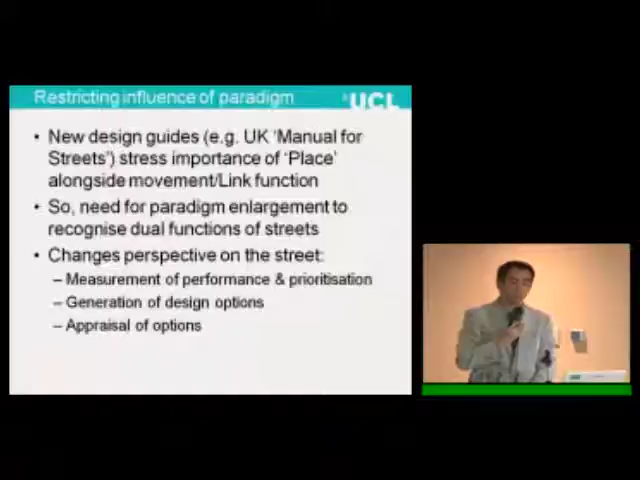 Restricting influence of paradigm
UCL
• New design guides (e.g. UK 'Manual for
Streets') stress importance of 'Place'
alongside movement/Link function
• So, need for paradigm enlargement to
recognise dual functions of streets
• Changes perspective on the street:
– Measurement of performance & prioritisation
– Generation of design options
– Appraisal of options